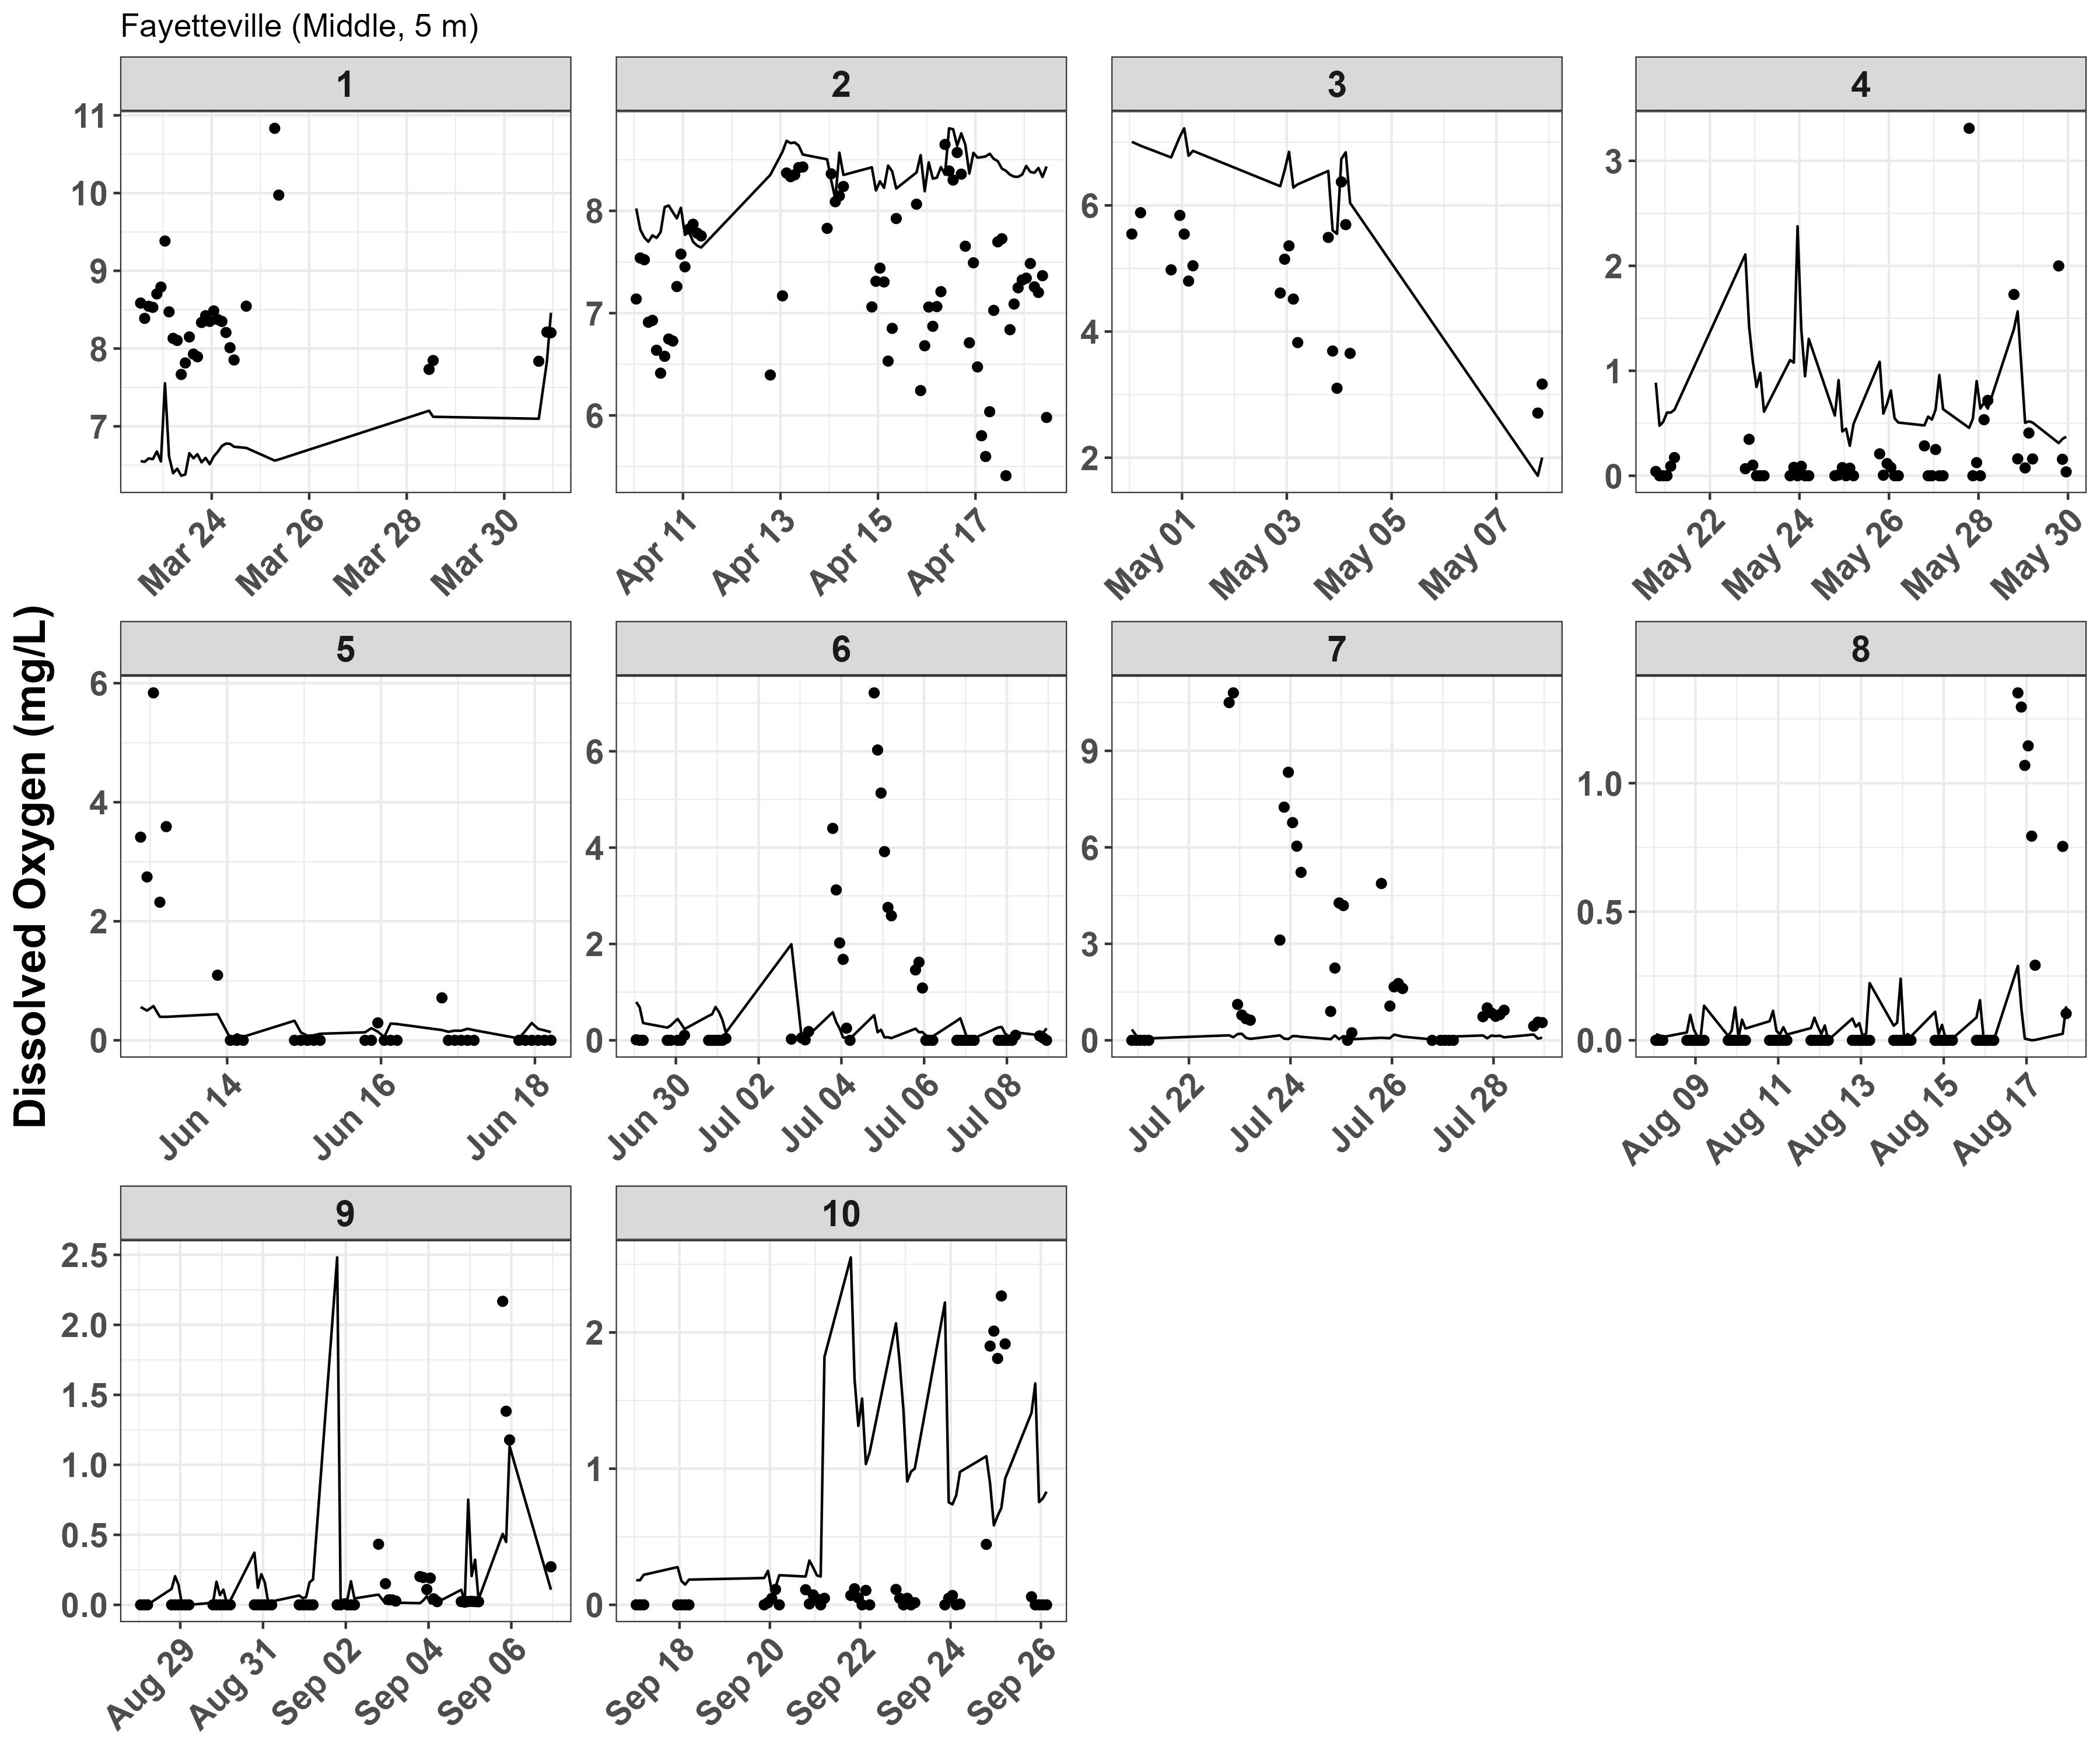 Fayetteville (Middle, 5 m)
Dissolved Oxygen (mg/L)
1
11
10
9
8
7
Mar 24
Mar 26
Mar 28
Mar 30
2
8
7
6
Apr 11
Apr 13
Apr 15
Apr 17
3
6
4
2
May 01
May 03
May 05
May 07
4
3
2
1
0
May 22
May 24
May 26
May 28
May 30
5
6
4
2
0
Jun 14
Jun 16
Jun 18
6
6
4
2
0
Jun 30
Jul 02
Jul 04
Jul 06
Jul 08
7
9
6
3
0
Jul 22
Jul 24
Jul 26
Jul 28
8
1.0
0.5
0.0
Aug 09
Aug 11
Aug 13
Aug 15
Aug 17
9
2.5
2.0
1.5
1.0
0.5
0.0
Aug 29
Aug 31
Sep 02
Sep 04
Sep 06
10
2
1
0
Sep 18
Sep 20
Sep 22
Sep 24
Sep 26